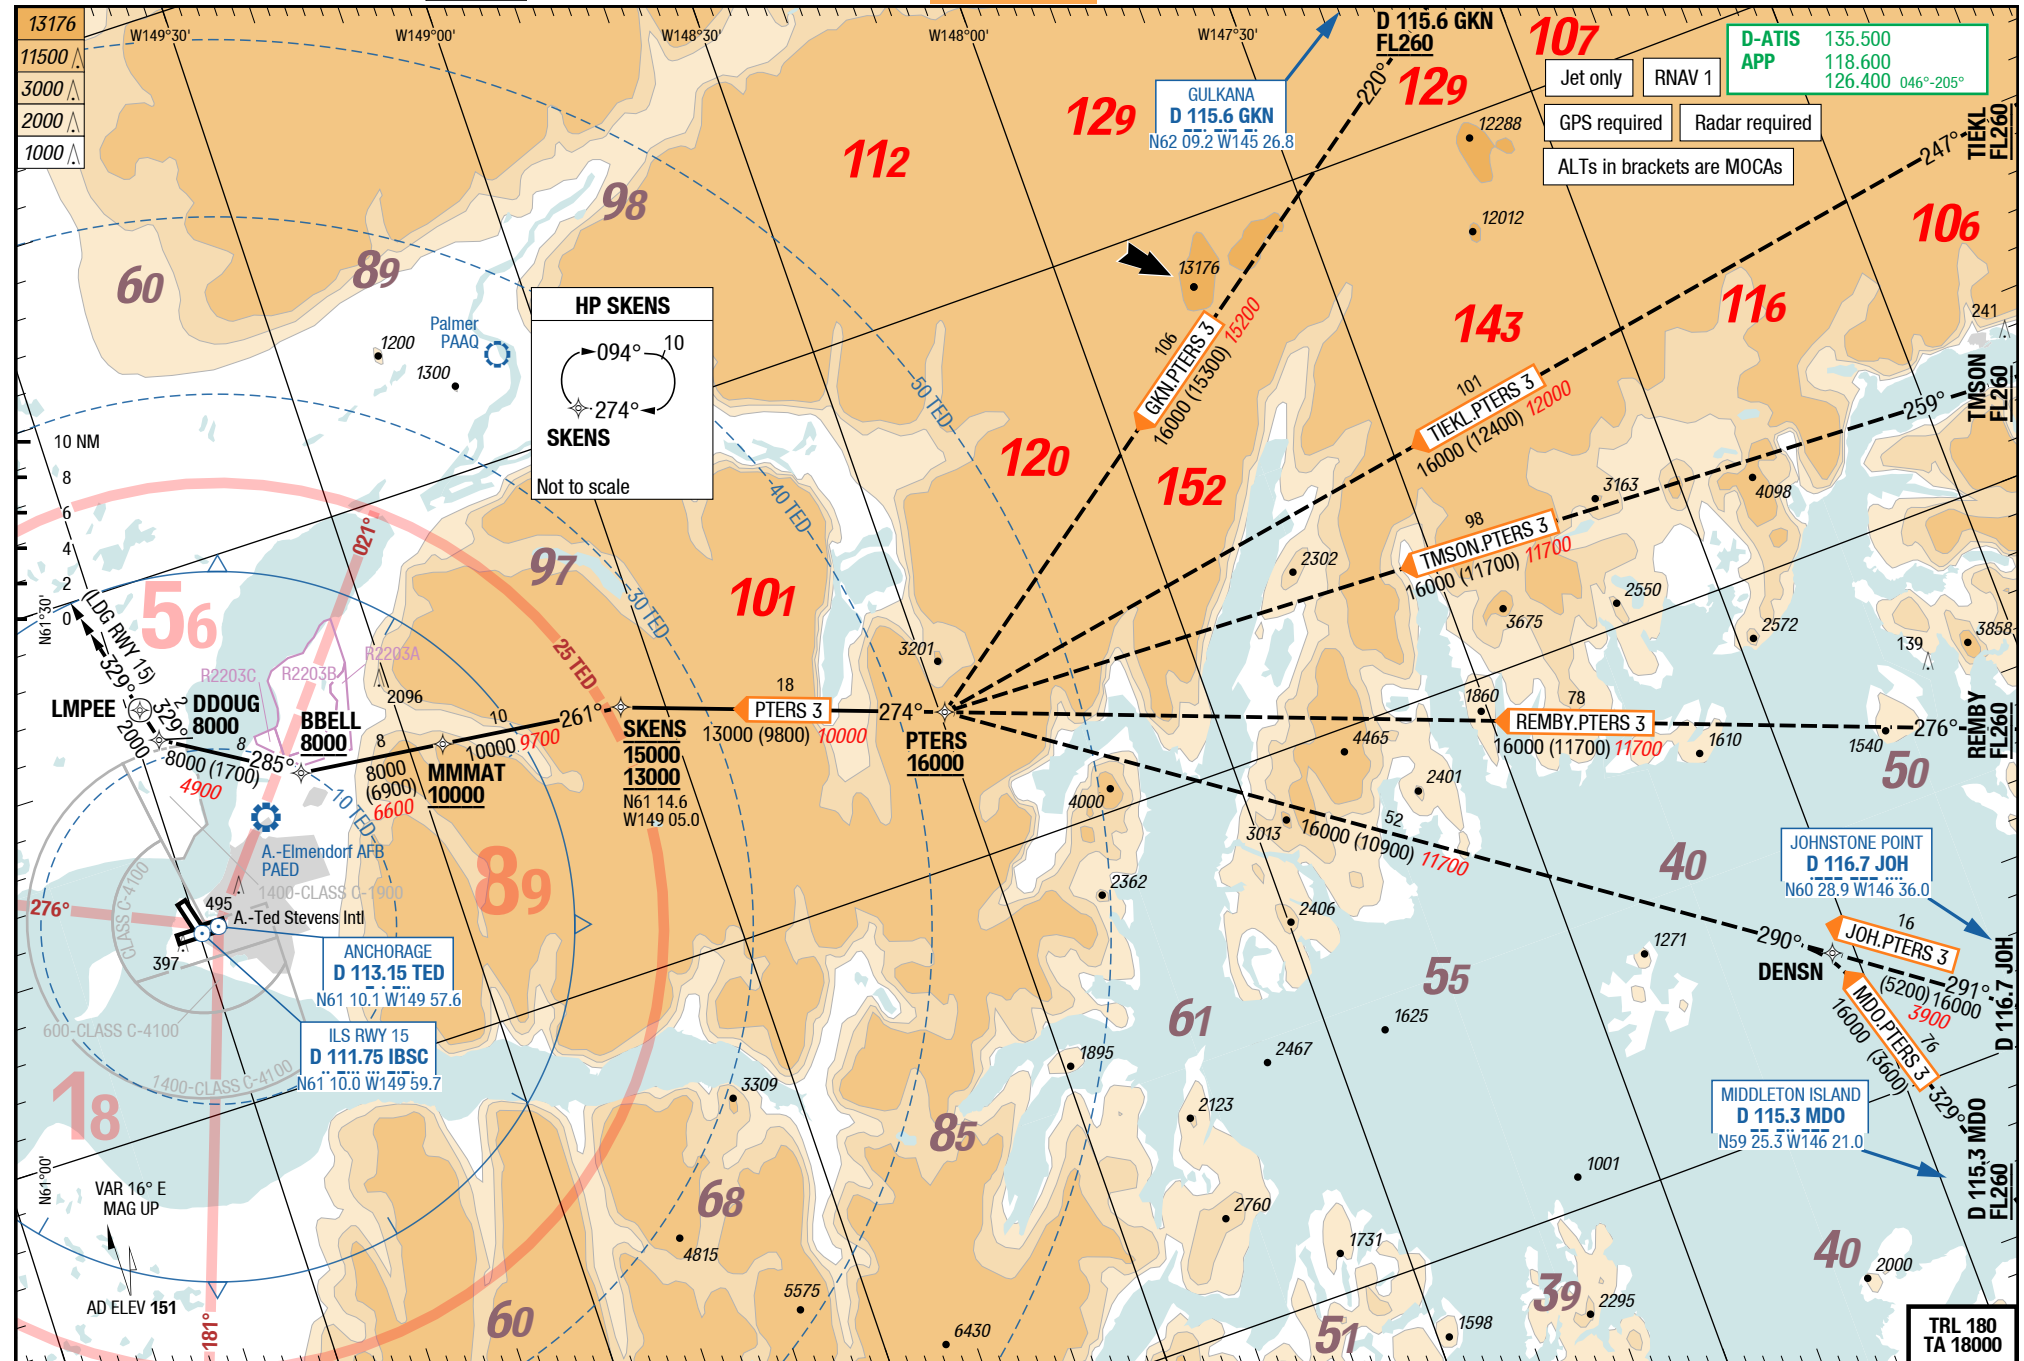 13176
11500
3000
2000
1000
W149°30'
W149°00'
W148°30'
W148°00'
W147°30'
D 115.6 GKN
FL260
220°
107
129
129
112
98
89
60
D-ATIS 135.500
APP 118.600
126.400 046°-205°
Jet only
RNAV 1
GPS required
Radar required
ALTs in brackets are MOCAs
GULKANA
D 115.6 GKN
N62 09.2 W145 26.8
12288
12012
13176
TIEKL
FL260
247°
106
116
143
241
TMSON
FL260
259°
Palmer
PAAQ
1200
1300
HP SKENS
094°
10
274°
SKENS
Not to scale
50 TED
40 TED
30 TED
25 TED
10 TED
106
GKN.PTERS 3
16000 (15300) 15200
101
TIEKL.PTERS 3
16000 (12400) 12000
98
TMSON.PTERS 3
16000 (11700) 11700
120
152
3163
4098
2302
3675
2550
2572
139
3858
10 NM
8
6
4
2
0
N61°30'
021°
97
101
56
(LDG RWY 15)
329°
R2203C
R2203B
R2203A
2096
LMPEE
2
329°
2000
DDOUG
8000
8
285°
8000 (1700)
4900
BBELL
8000
8
8000
(6900)
6600
10
261°
10000 9700
MMMAT
10000
SKENS
15000
13000
N61 14.6
W149 05.0
18
PTERS 3
274°
13000 (9800) 10000
3201
PTERS
16000
1860
78
REMBY.PTERS 3
16000 (11700) 11700
276°
REMBY
FL260
1540
1610
50
4465
2401
4000
3013
52
16000 (10900) 11700
2362
2406
40
JOHNSTONE POINT
D 116.7 JOH
N60 28.9 W146 36.0
A.-Elmendorf AFB
PAED
CLASS C-4100
1400-CLASS C-1900
89
276°
495
A.-Ted Stevens Intl
397
ANCHORAGE
D 113.15 TED
N61 10.1 W149 57.6
600-CLASS C-4100
1400-CLASS C-4100
ILS RWY 15
D 111.75 IBSC
N61 10.0 W149 59.7
18
290°
DENSN
16
JOH.PTERS 3
291°
(5200) 16000
3900
D 116.7 JOH
76
MDO.PTERS 3
16000 (3600)
329°
1271
55
61
1625
2467
1895
3309
2123
85
MIDDLETON ISLAND
D 115.3 MDO
N59 25.3 W146 21.0
D 115.3 MDO
FL260
N61°00'
VAR 16° E
MAG UP
AD ELEV 151
181°
68
4815
60
5575
6430
2760
1001
1731
39
2295
51
1598
40
2000
TRL 180
TA 18000